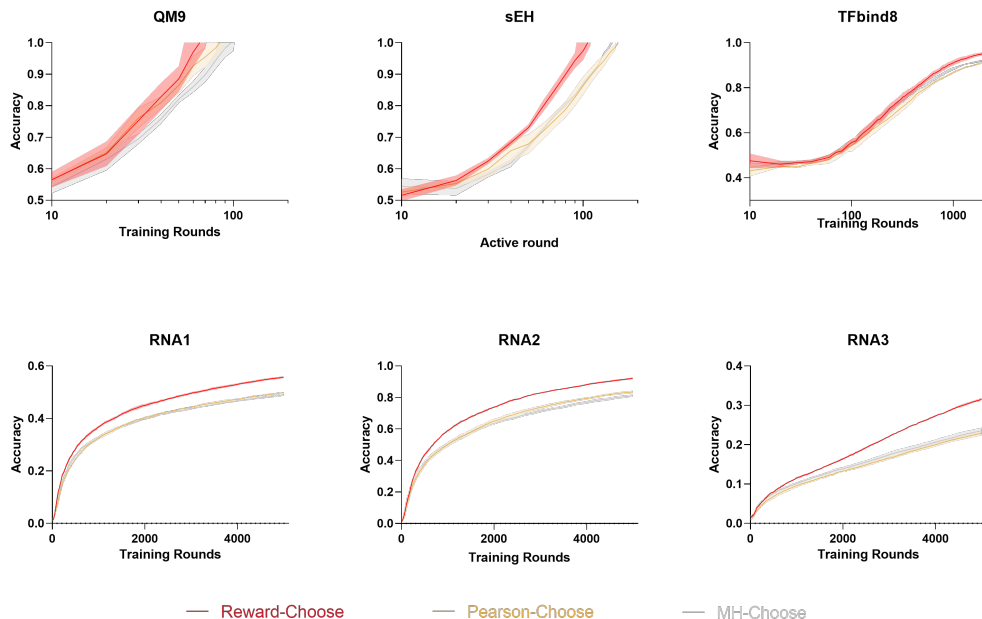 QM9
sEH
TFbind8
Accuracy
1.0
0.9
0.8
0.7
0.6
0.5
10
100
Training Rounds
Accuracy
1.0
0.9
0.8
0.7
0.6
0.5
10
100
Active round
Accuracy
1.0
0.8
0.6
0.4
10
100
1000
Training Rounds
RNA1
RNA2
RNA3
Accuracy
0.6
0.4
0.2
0.0
0
2000
4000
Training Rounds
Accuracy
1.0
0.8
0.6
0.4
0.2
0.0
0
2000
4000
Training Rounds
Accuracy
0.4
0.3
0.2
0.1
0.0
0
2000
4000
Training Rounds
Reward-Choose
Pearson-Choose
MH-Choose